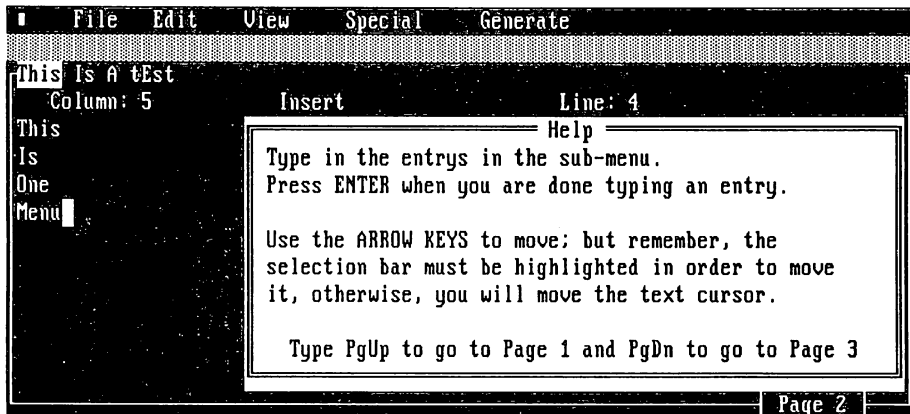 File Edit View Special Generate
This Is A tEst
Column: 5 Insert Line: 4
This
Is
One
Menu
Help
Type in the entrys in the sub-menu.
Press ENTER when you are done typing an entry.
Use the ARROW KEYS to move; but remember, the
selection bar must be highlighted in order to move
it, otherwise, you will move the text cursor.
Type PgUp to go to Page 1 and PgDn to go to Page 3
Page 2